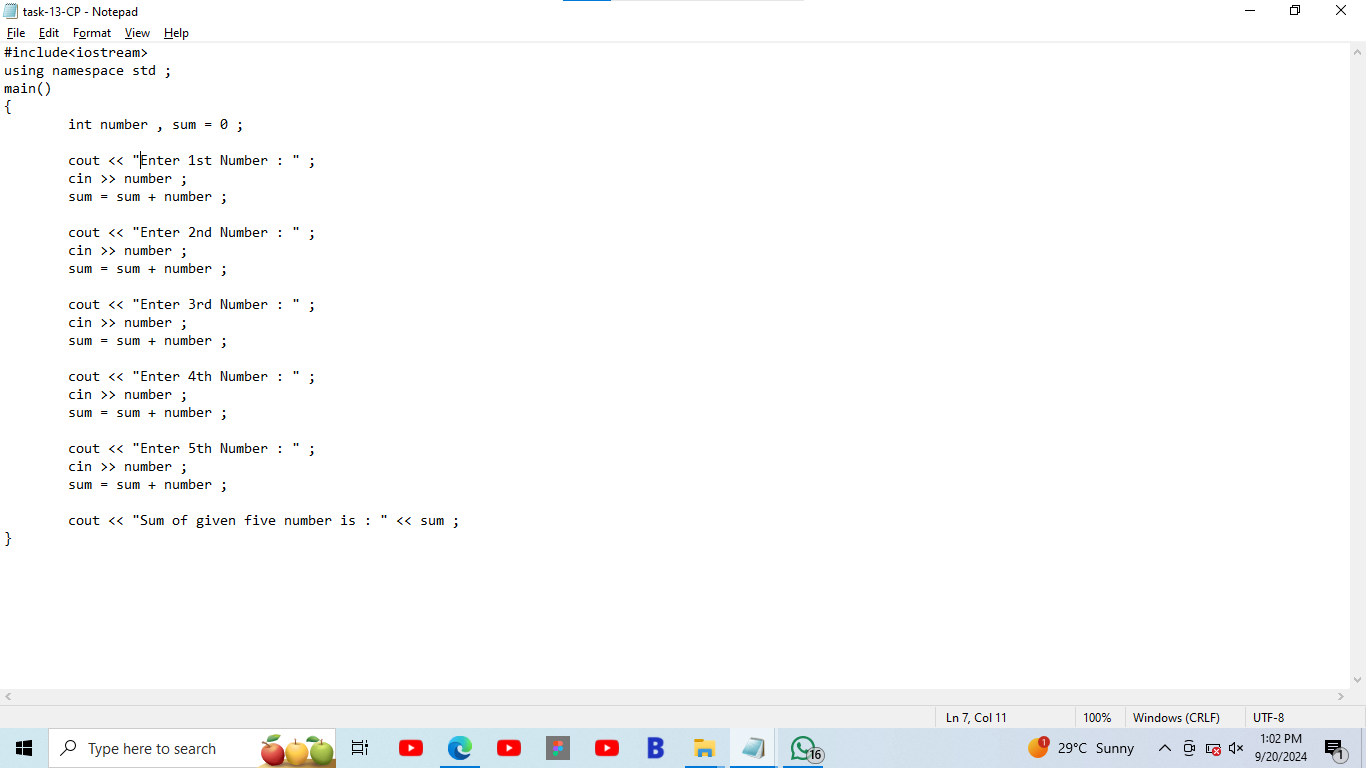 task-13-CP - Notepad
File Edit Format View Help
#include<iostream>
using namespace std ;
main()
{
int number , sum = 0 ;
cout << "Enter 1st Number : " ;
cin >> number ;
sum = sum + number ;
cout << "Enter 2nd Number : " ;
cin >> number ;
sum = sum + number ;
cout << "Enter 3rd Number : " ;
cin >> number ;
sum = sum + number ;
cout << "Enter 4th Number : " ;
cin >> number ;
sum = sum + number ;
cout << "Enter 5th Number : " ;
cin >> number ;
sum = sum + number ;
cout << "Sum of given five number is : " << sum ;
}
Ln 7, Col 11 100% Windows (CRLF) UTF-8
Type here to search B 16 1 29°C Sunny 1:02 PM 1
9/20/2024